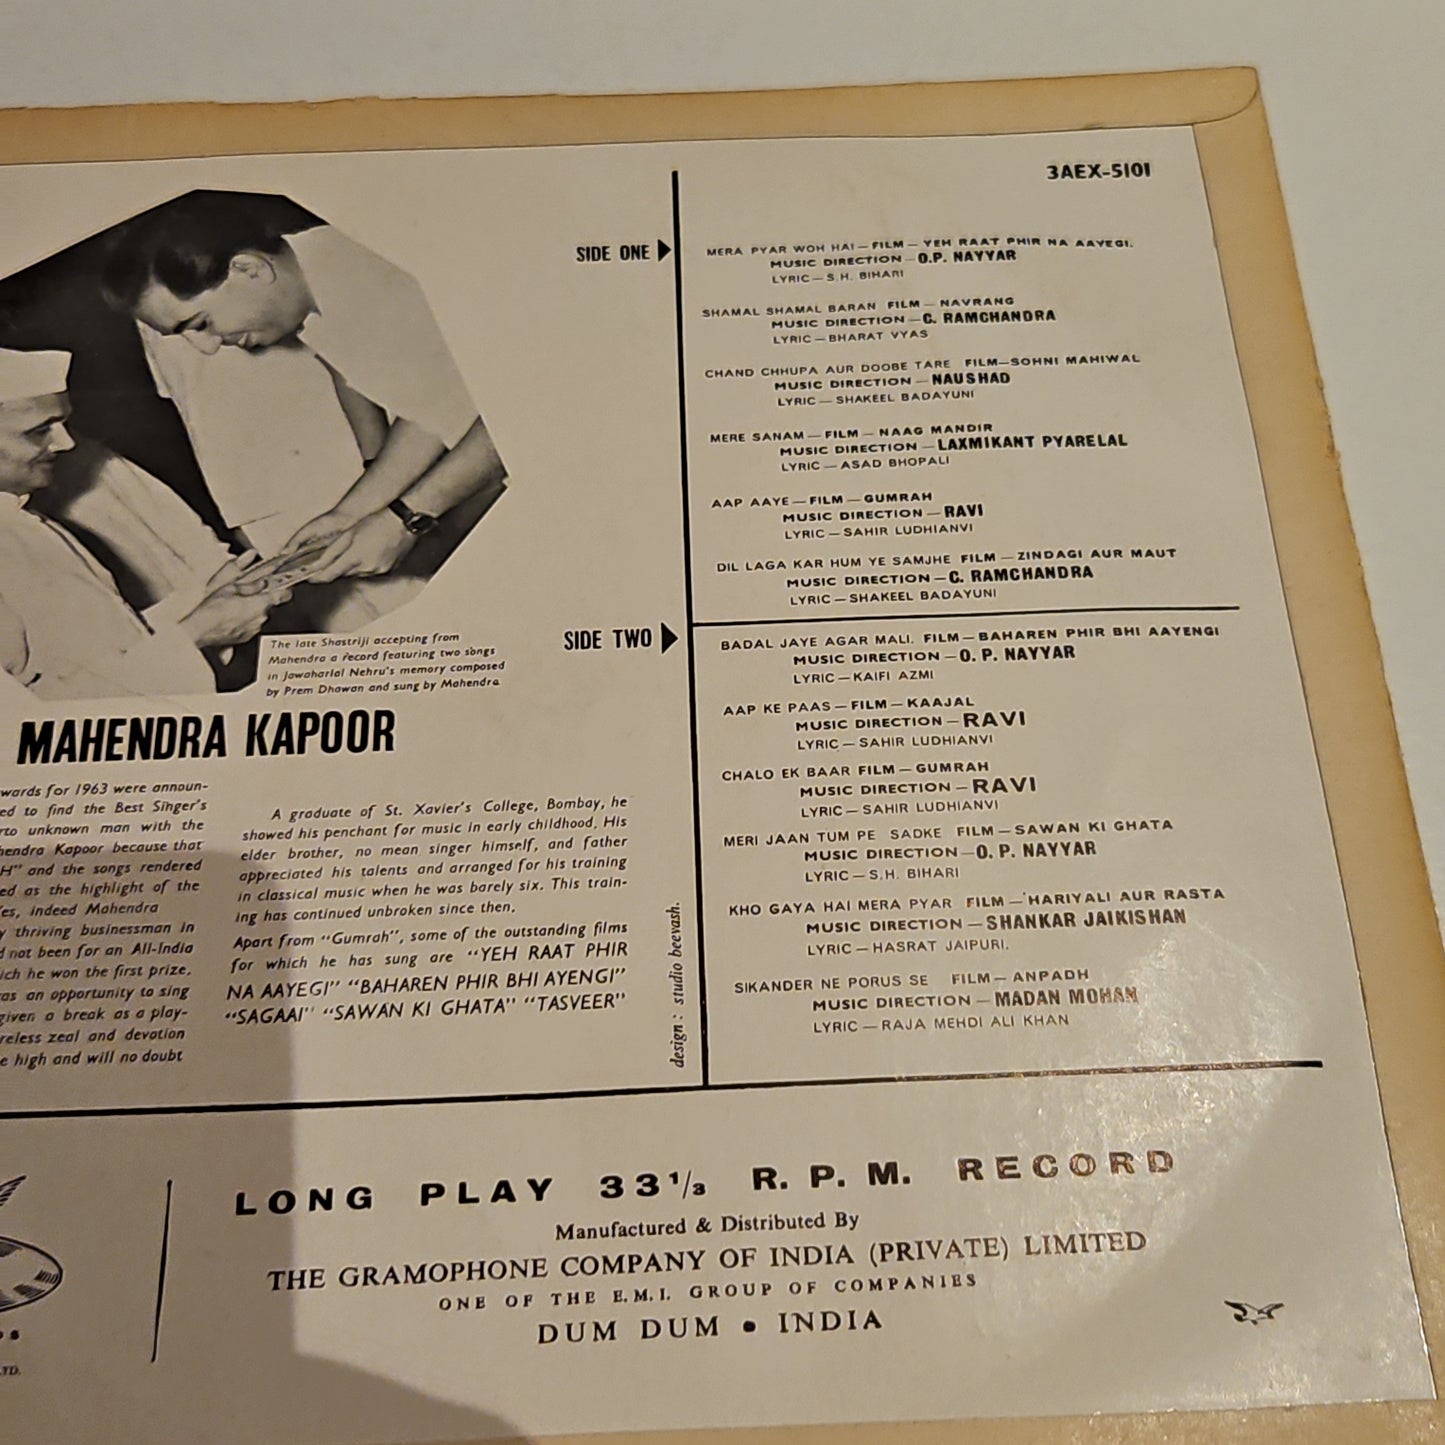 3AEX-5101
SIDE ONE
MERA PYAR WOH HAI — FILM — YEH RAAT PHIR NA AAYEGI.
MUSIC DIRECTION — O.P. NAYYAR
LYRIC — S.H. BIHARI
SHAMAL SHAMAL BARAN FILM — NAVRANG
MUSIC DIRECTION — C. RAMCHANDRA
LYRIC — BHARAT VYAS
CHAND CHHUPA AUR DOOBE TARE FILM—SOHNI MAHIWAL
MUSIC DIRECTION — NAUSHAD
LYRIC — SHAKEEL BADAYUNI
MERE SANAM — FILM — NAAG MANDIR
MUSIC DIRECTION — LAXMIKANT PYARELAL
LYRIC — ASAD BHOPALI
AAP AAYE — FILM — GUMRAH
MUSIC DIRECTION — RAVI
LYRIC — SAHIR LUDHIANVI
DIL LAGA KAR HUM YE SAMJHE FILM — ZINDAGI AUR MAUT
MUSIC DIRECTION — C. RAMCHANDRA
LYRIC — SHAKEEL BADAYUNI
SIDE TWO
BADAL JAYE AGAR MALI. FILM — BAHAREN PHIR BHI AAYENGI
MUSIC DIRECTION — O. P. NAYYAR
LYRIC — KAIFI AZMI
AAP KE PAAS — FILM — KAAJAL
MUSIC DIRECTION — RAVI
LYRIC — SAHIR LUDHIANVI
CHALO EK BAAR FILM — GUMRAH
MUSIC DIRECTION — RAVI
LYRIC — SAHIR LUDHIANVI
MERI JAAN TUM PE SADKE FILM — SAWAN KI GHATA
MUSIC DIRECTION — O. P. NAYYAR
LYRIC — S.H. BIHARI
KHO GAYA HAI MERA PYAR FILM — HARIYALI AUR RASTA
MUSIC DIRECTION — SHANKAR JAIKISHAN
LYRIC — HASRAT JAIPURI.
SIKANDER NE PORUS SE FILM — ANPADH
MUSIC DIRECTION — MADAN MOHAN
LYRIC — RAJA MEHDI ALI KHAN
The late Shastriji accepting from
Mahendra a record featuring two songs
in Jawaharlal Nehru's memory composed
by Prem Dhawan and sung by Mahendra
MAHENDRA KAPOOR
wards for 1963 were announ-
ed to find the Best Singer's
rto unknown man with the
hendra Kapoor because that
H" and the songs rendered
ed as the highlight of the
es, indeed Mahendra
y thriving businessman in
d not been for an All-India
ich he won the first prize.
as an opportunity to sing
given a break as a play-
reless zeal and devotion
e high and will no doubt
A graduate of St. Xavier's College, Bombay, he
showed his penchant for music in early childhood. His
elder brother, no mean singer himself, and father
appreciated his talents and arranged for his training
in classical music when he was barely six. This train-
ing has continued unbroken since then.
Apart from "Gumrah", some of the outstanding films
for which he has sung are "YEH RAAT PHIR
NA AAYEGI" "BAHAREN PHIR BHI AYENGI"
"SAGAAI" "SAWAN KI GHATA" "TASVEER"
design : studio beevash.
LONG PLAY 33 1/3 R. P. M. RECORD
Manufactured & Distributed By
THE GRAMOPHONE COMPANY OF INDIA (PRIVATE) LIMITED
ONE OF THE E.M.I. GROUP OF COMPANIES
DUM DUM • INDIA
TD.